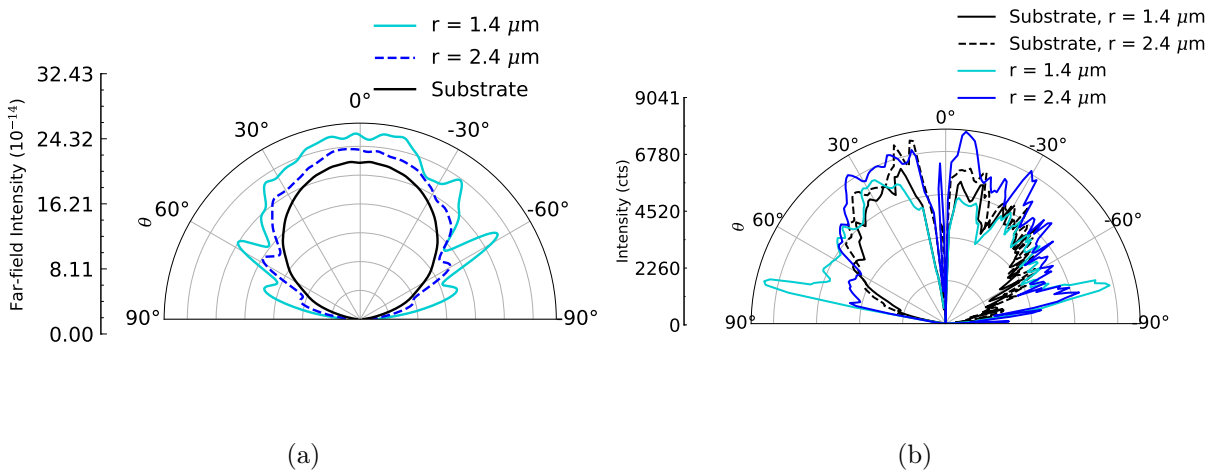 r = 1.4 μm
r = 2.4 μm
Substrate
32.43
24.32
16.21
8.11
0.00
Far-field Intensity (10⁻¹⁴)
0°
30°
-30°
60°
-60°
θ
90°
-90°
(a)
Substrate, r = 1.4 μm
Substrate, r = 2.4 μm
r = 1.4 μm
r = 2.4 μm
9041
6780
4520
2260
0
Intensity (cts)
0°
30°
-30°
60°
-60°
θ
90°
-90°
(b)